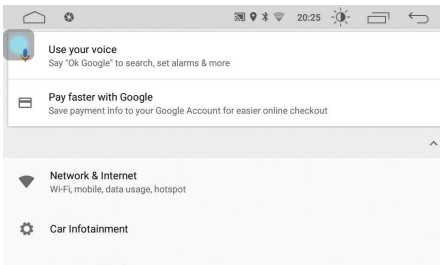 20:25
Use your voice
Say "Ok Google" to search, set alarms & more
Pay faster with Google
Save payment info to your Google Account for easier online checkout
Network & Internet
Wi-Fi, mobile, data usage, hotspot
Car Infotainment